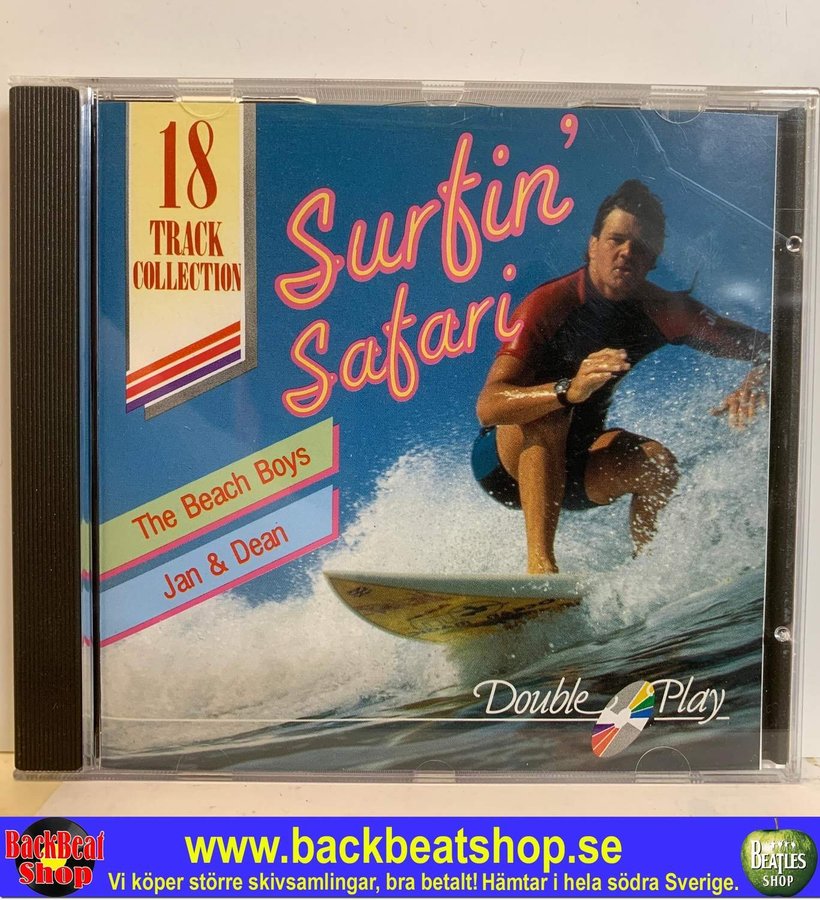 18
TRACK
COLLECTION
Surfin'
Safari
The Beach Boys
Jan & Dean
Double Play
BackBeat
Shop
www.backbeatshop.se
Vi köper större skivsamlingar, bra betalt! Hämtar i hela södra Sverige.
BEATLES
SHOP